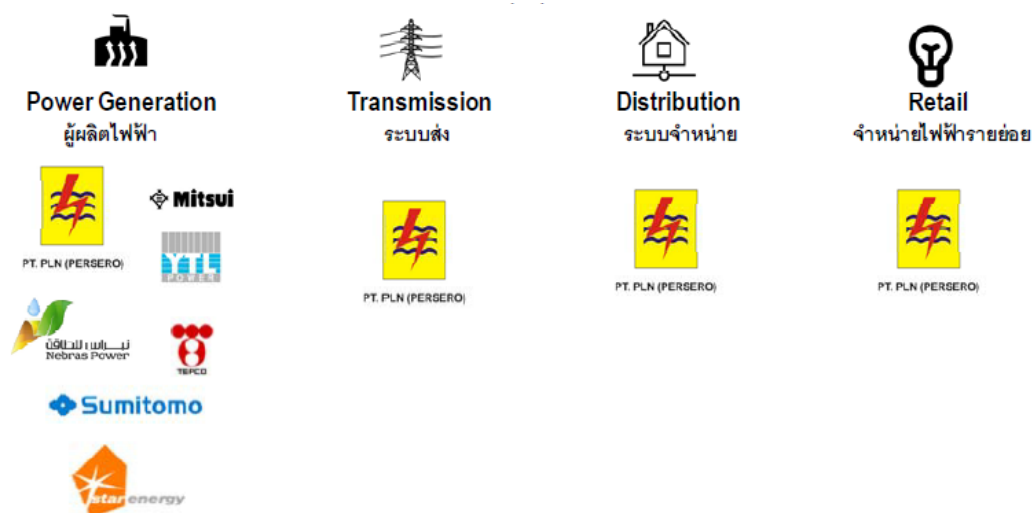 Power Generation
ผู้ผลิตไฟฟ้า
Transmission
ระบบส่ง
Distribution
ระบบจำหน่าย
Retail
จำหน่ายไฟฟ้ารายย่อย
PT. PLN (PERSERO)
Mitsui
YTL
POWER
نبراس للطاقة
Nebras Power
TEPCO
Sumitomo
star energy
PT. PLN (PERSERO)
PT. PLN (PERSERO)
PT. PLN (PERSERO)